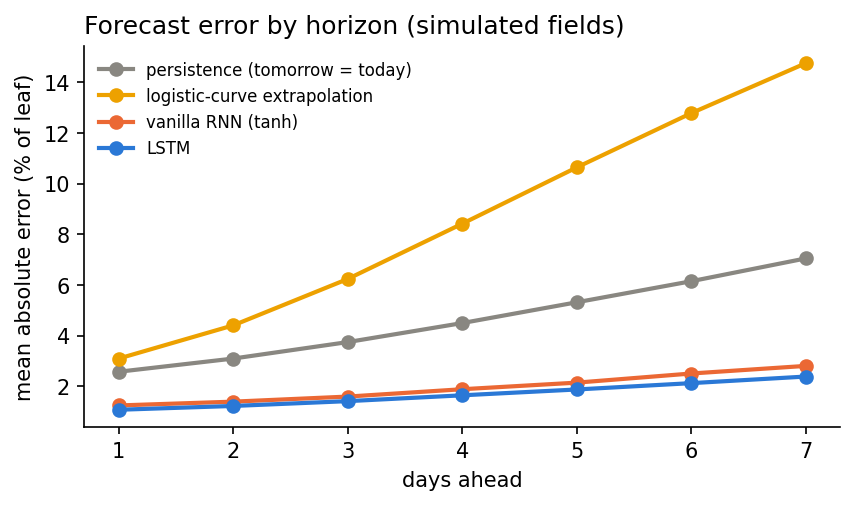 Forecast error by horizon (simulated fields)
persistence (tomorrow = today)
logistic-curve extrapolation
vanilla RNN (tanh)
LSTM
mean absolute error (% of leaf)
14
12
10
8
6
4
2
1 2 3 4 5 6 7
days ahead